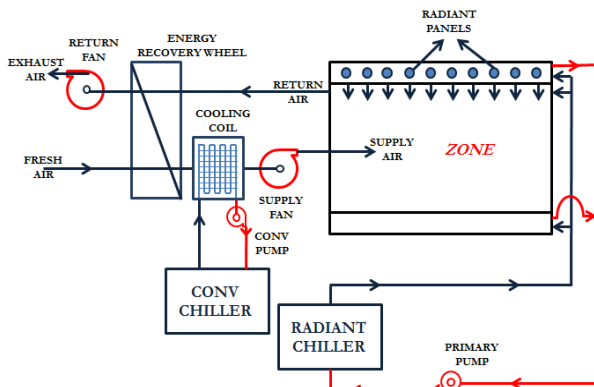 ENERGY
RECOVERY WHEEL
RADIANT
PANELS
RETURN
FAN
EXHAUST
AIR
RETURN
AIR
COOLING
COIL
SUPPLY
AIR
ZONE
FRESH
AIR
SUPPLY
FAN
CONV
PUMP
CONV
CHILLER
RADIANT
CHILLER
PRIMARY
PUMP